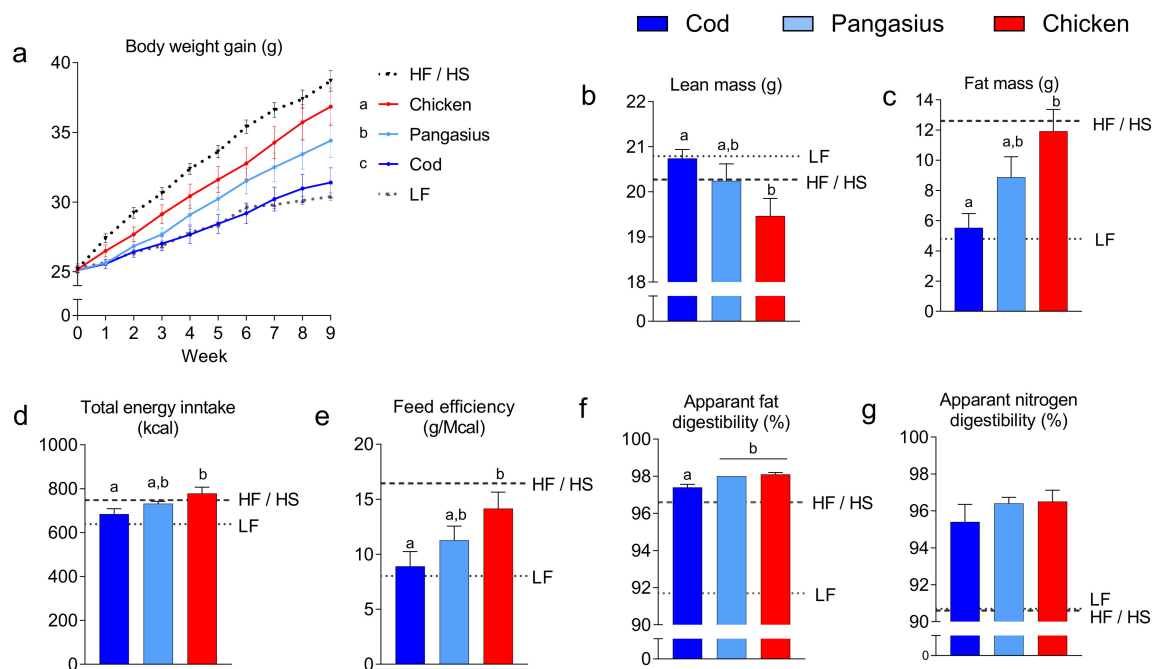 Cod Pangasius Chicken
a
Body weight gain (g)
40
35
30
25
0
0 1 2 3 4 5 6 7 8 9
Week
HF / HS
a Chicken
b Pangasius
c Cod
LF
b
Lean mass (g)
22
21
20
19
18
0
a
a,b
b
LF
HF / HS
c
Fat mass (g)
14
12
10
8
6
4
2
0
a
a,b
b
HF / HS
LF
d
Total energy inntake
(kcal)
1000
800
600
400
200
0
a
a,b
b
HF / HS
LF
e
Feed efficiency
(g/Mcal)
20
15
10
5
0
a
a,b
b
HF / HS
LF
f
Apparant fat
digestibility (%)
100
98
96
94
92
90
0
a
b
HF / HS
LF
g
Apparant nitrogen
digestibility (%)
100
98
96
94
92
90
0
LF
HF / HS